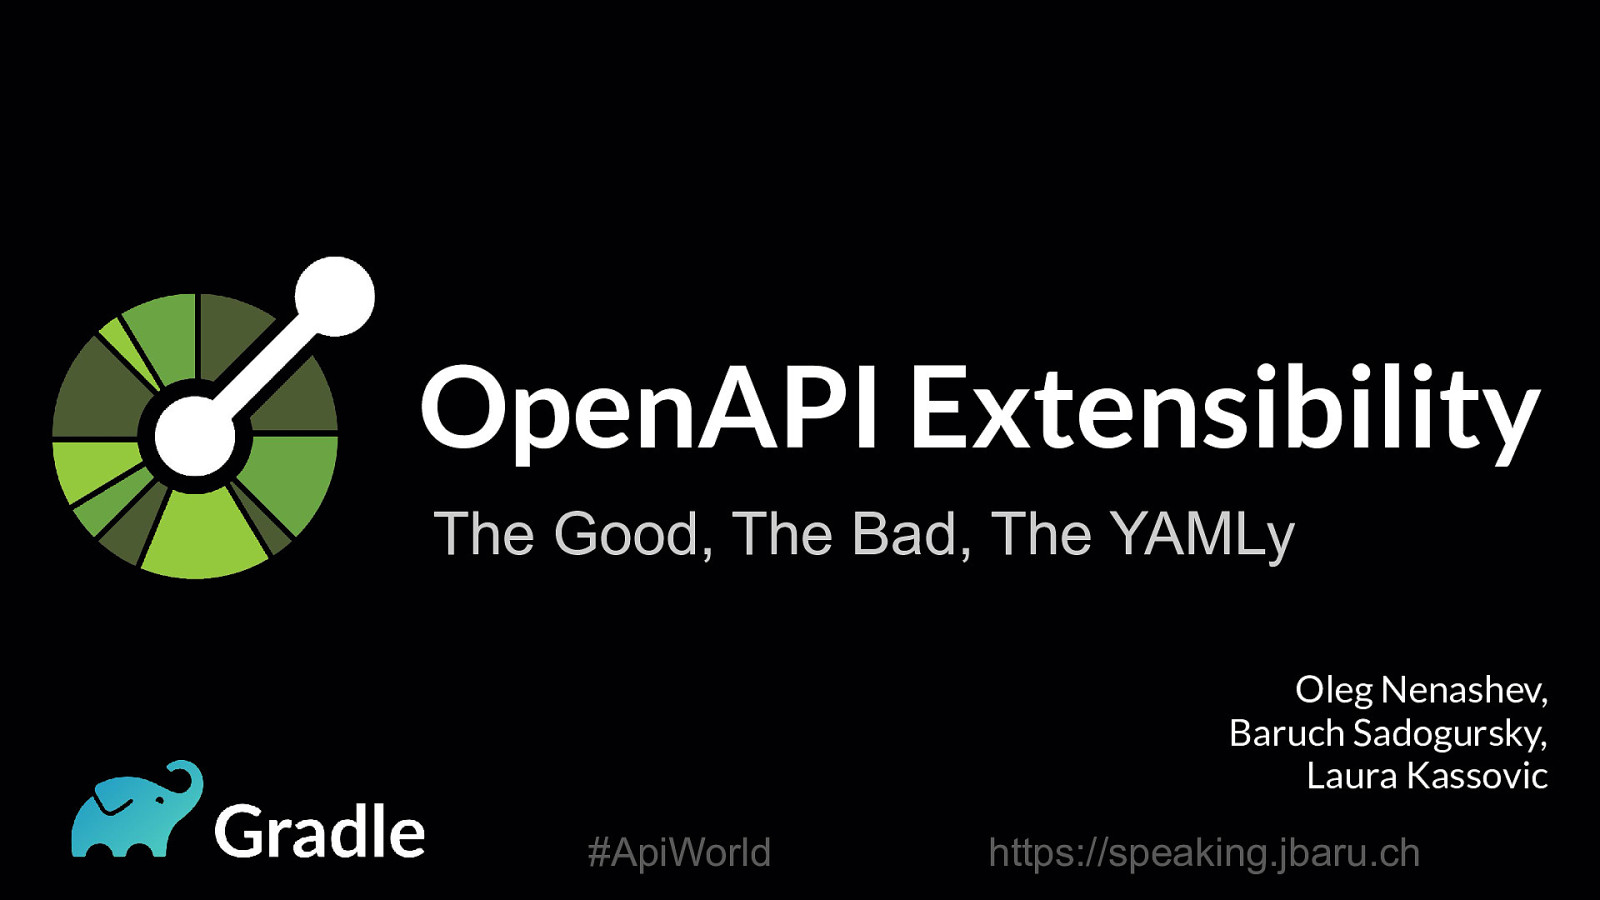 OpenAPI Extensibility
The Good, The Bad, The YAMLy
Oleg Nenashev,
Baruch Sadogursky,
Laura Kassovic
Gradle
#ApiWorld
https://speaking.jbaru.ch